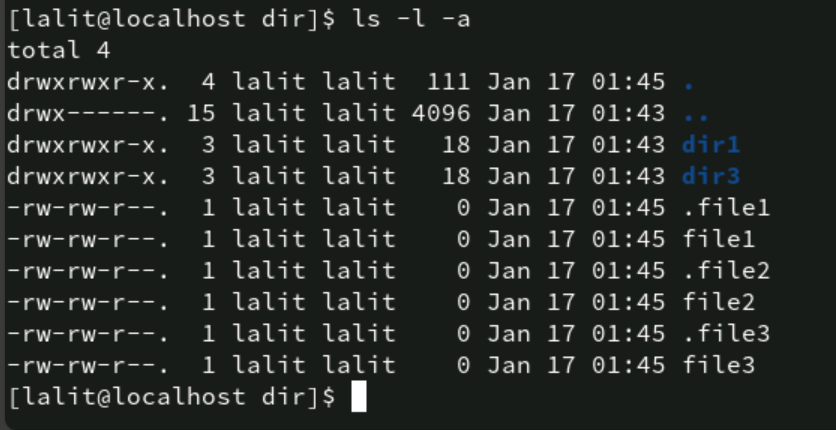 [lalit@localhost dir]$ ls -l -a
total 4
drwxrwxr-x.  4 lalit lalit  111 Jan 17 01:45 .
drwx------. 15 lalit lalit 4096 Jan 17 01:43 ..
drwxrwxr-x.  3 lalit lalit   18 Jan 17 01:43 dir1
drwxrwxr-x.  3 lalit lalit   18 Jan 17 01:43 dir3
-rw-rw-r--.  1 lalit lalit    0 Jan 17 01:45 .file1
-rw-rw-r--.  1 lalit lalit    0 Jan 17 01:45 file1
-rw-rw-r--.  1 lalit lalit    0 Jan 17 01:45 .file2
-rw-rw-r--.  1 lalit lalit    0 Jan 17 01:45 file2
-rw-rw-r--.  1 lalit lalit    0 Jan 17 01:45 .file3
-rw-rw-r--.  1 lalit lalit    0 Jan 17 01:45 file3
[lalit@localhost dir]$